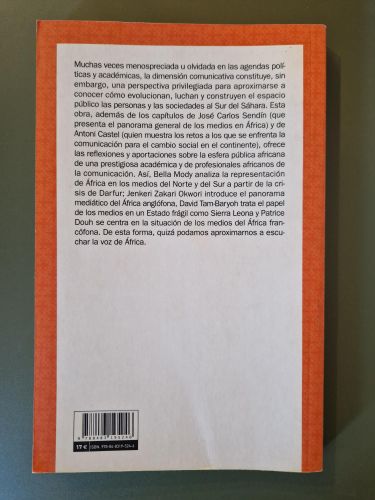 Muchas veces menospreciada u olvidada en las agendas polí-
ticas y académicas, la dimensión comunicativa constituye, sin
embargo, una perspectiva privilegiada para aproximarse a
conocer cómo evolucionan, luchan y construyen el espacio
público las personas y las sociedades al Sur del Sáhara. Esta
obra, además de los capítulos de José Carlos Sendín (que
presenta el panorama general de los medios en África) y de
Antoni Castel (quien muestra los retos a los que se enfrenta la
comunicación para el cambio social en el continente), ofrece
las reflexiones y aportaciones sobre la esfera pública africana
de una prestigiosa académica y de profesionales africanos de
la comunicación. Así, Bella Mody analiza la representación
de África en los medios del Norte y del Sur a partir de la cri-
sis de Darfur; Jenkeri Zakari Okwori introduce el panorama
mediático del África anglófona, David Tam-Baryoh trata el papel
de los medios en un Estado frágil como Sierra Leona y Patrice
Douh se centra en la situación de los medios del África fran-
cófona. De esta forma, quizá podamos aproximarnos a escu-
char la voz de África.
17 € ISBN: 978-84-8319-524-6